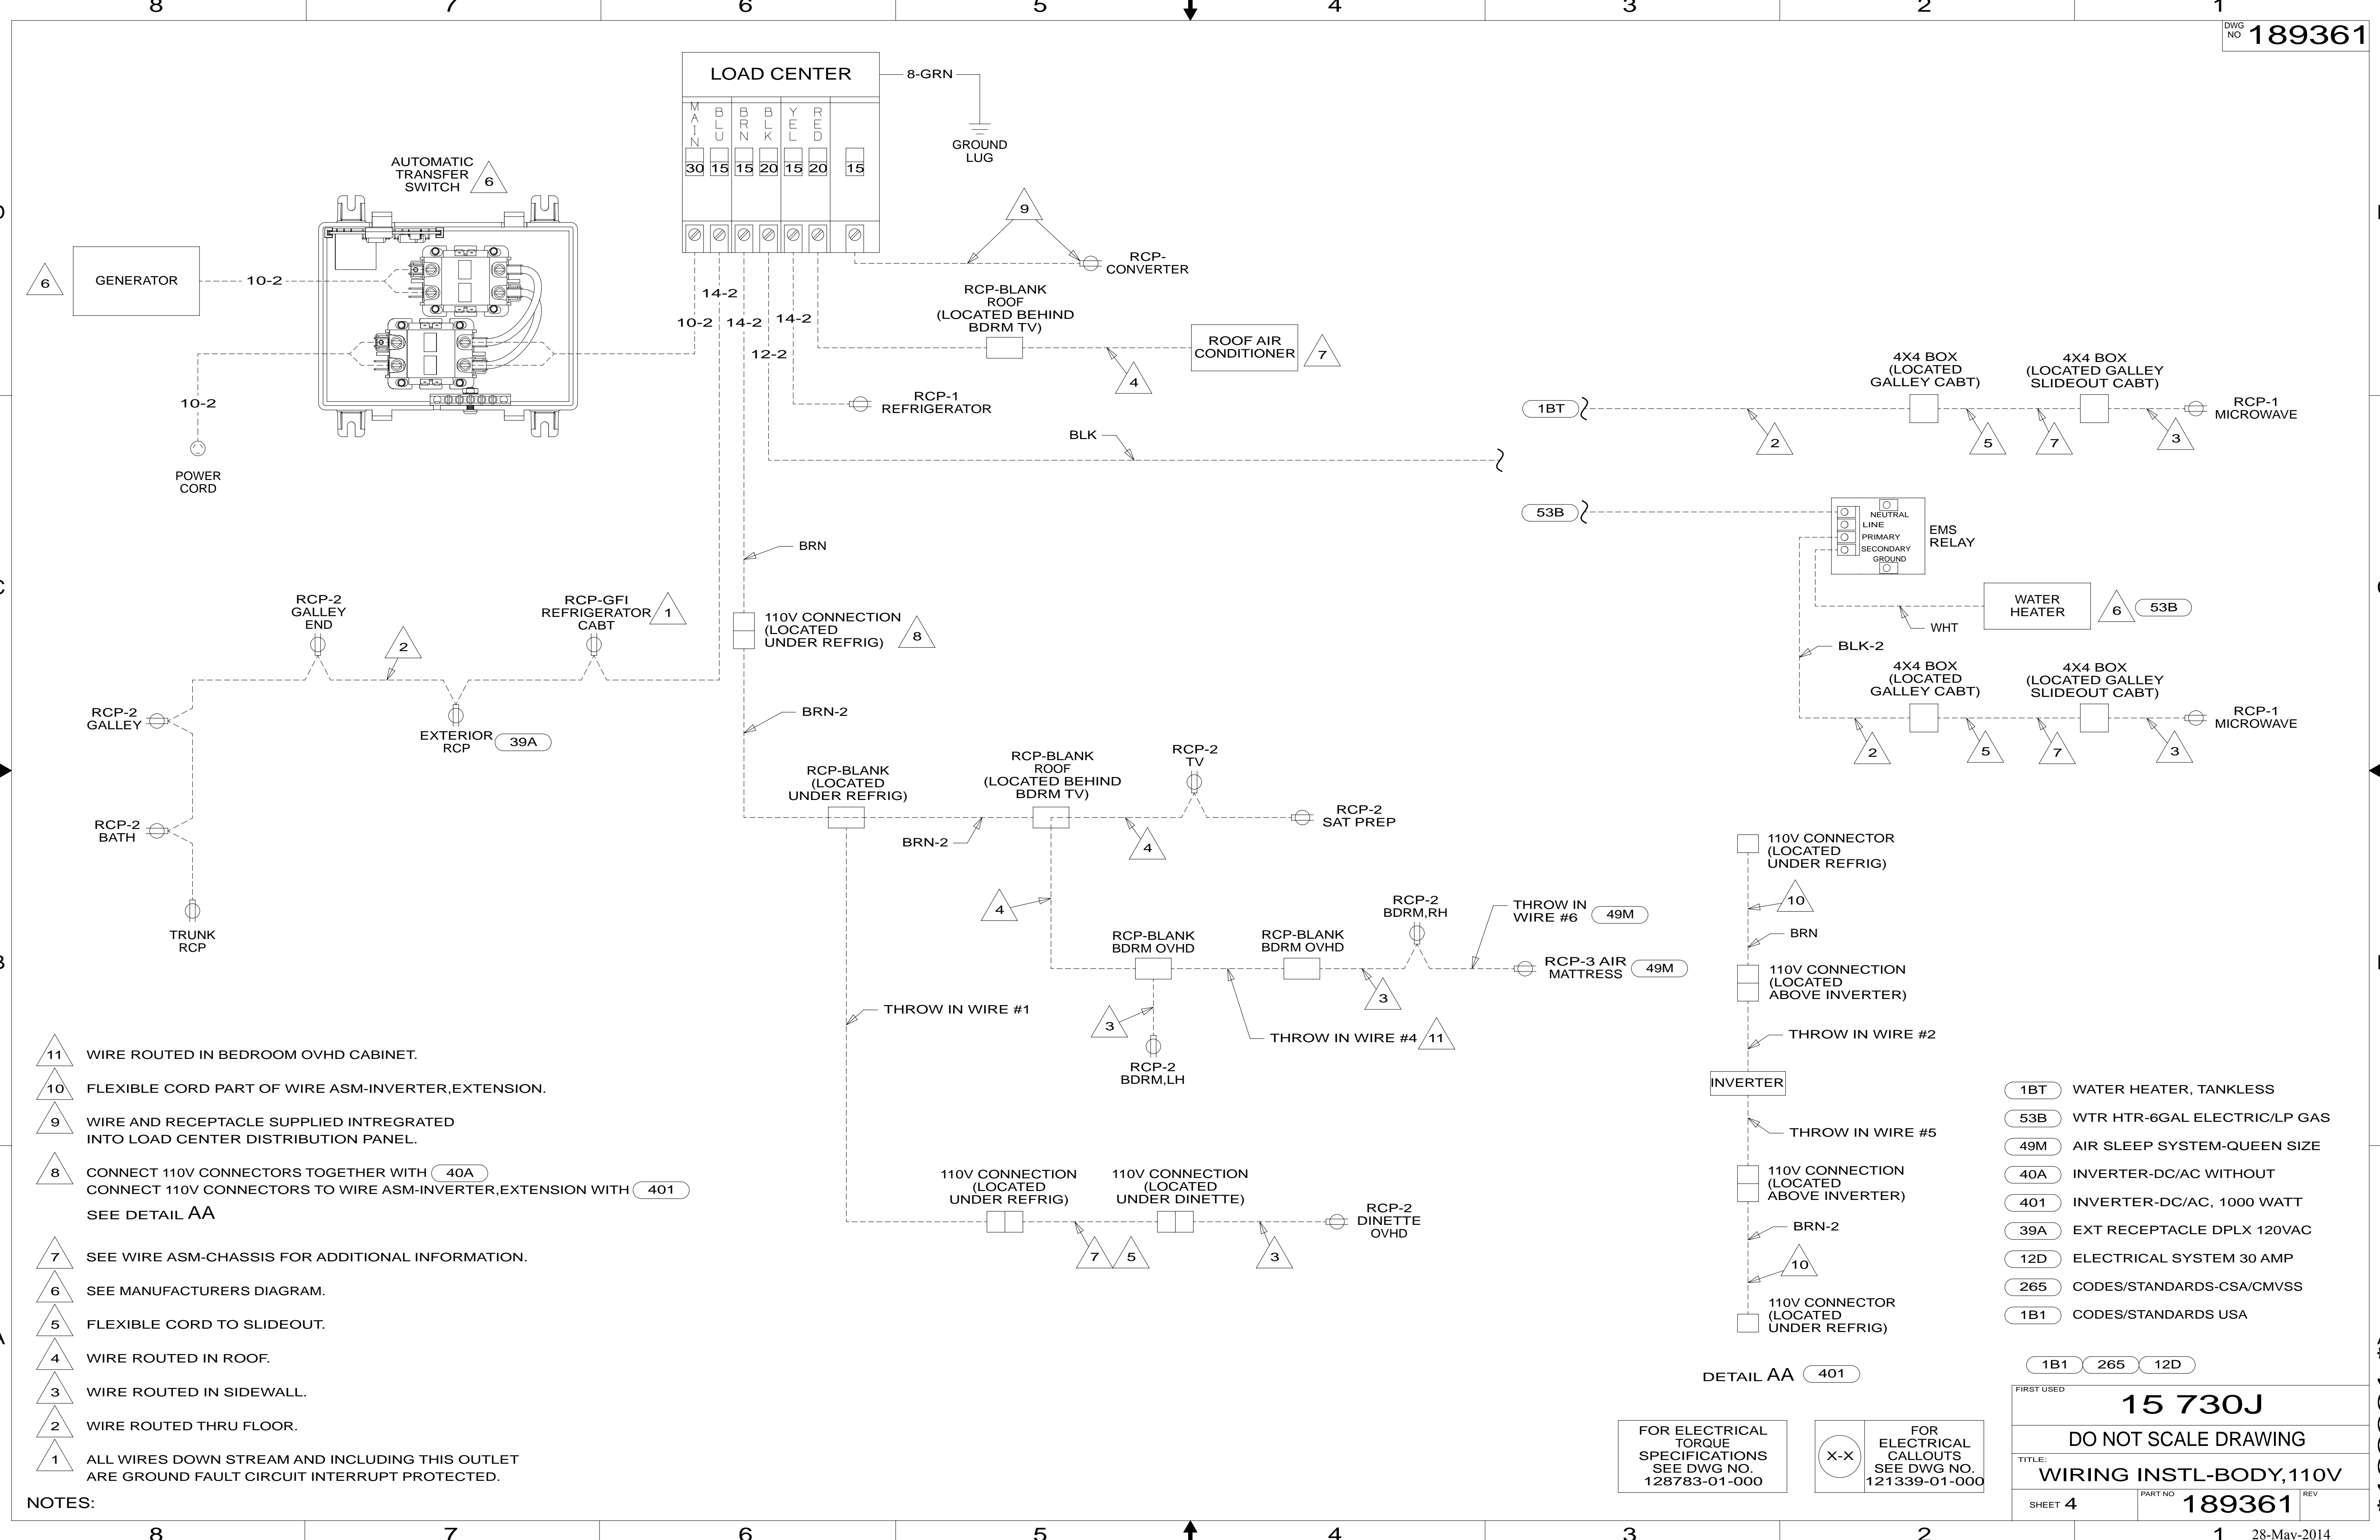 8 7 6 5 4 3 2 1
DWG
NO 189361
LOAD CENTER
8-GRN
GROUND
LUG
MAIN BLU BRN BLK YEL RED
30 15 15 20 15 20 15
AUTOMATIC
TRANSFER
SWITCH 6
6
GENERATOR
10-2
10-2
POWER
CORD
14-2
10-2 14-2 14-2
12-2
9
RCP-
CONVERTER
RCP-BLANK
ROOF
(LOCATED BEHIND
BDRM TV)
4
ROOF AIR
CONDITIONER
7
RCP-1
REFRIGERATOR
BLK
1BT
2
4X4 BOX
(LOCATED
GALLEY CABT)
5
7
4X4 BOX
(LOCATED GALLEY
SLIDEOUT CABT)
3
RCP-1
MICROWAVE
53B
NEUTRAL
LINE
PRIMARY
SECONDARY
GROUND
EMS
RELAY
WATER
HEATER
6
53B
WHT
BLK-2
4X4 BOX
(LOCATED
GALLEY CABT)
4X4 BOX
(LOCATED GALLEY
SLIDEOUT CABT)
RCP-1
MICROWAVE
2
5
7
3
BRN
110V CONNECTION
(LOCATED
UNDER REFRIG)
8
BRN-2
RCP-2
GALLEY
END
2
RCP-GFI
REFRIGERATOR
CABT
1
RCP-2
GALLEY
EXTERIOR
RCP
39A
RCP-2
BATH
TRUNK
RCP
RCP-BLANK
(LOCATED
UNDER REFRIG)
BRN-2
RCP-BLANK
ROOF
(LOCATED BEHIND
BDRM TV)
RCP-2
TV
4
RCP-2
SAT PREP
4
RCP-BLANK
BDRM OVHD
RCP-BLANK
BDRM OVHD
RCP-2
BDRM,RH
THROW IN
WIRE #6
49M
RCP-3 AIR
MATTRESS
49M
3
THROW IN WIRE #1
3
THROW IN WIRE #4
11
RCP-2
BDRM,LH
110V CONNECTION
(LOCATED
UNDER REFRIG)
110V CONNECTION
(LOCATED
UNDER DINETTE)
7
5
3
RCP-2
DINETTE
OVHD
110V CONNECTOR
(LOCATED
UNDER REFRIG)
10
BRN
110V CONNECTION
(LOCATED
ABOVE INVERTER)
THROW IN WIRE #2
INVERTER
THROW IN WIRE #5
110V CONNECTION
(LOCATED
ABOVE INVERTER)
BRN-2
10
110V CONNECTOR
(LOCATED
UNDER REFRIG)
DETAIL AA 401
11 WIRE ROUTED IN BEDROOM OVHD CABINET.
10 FLEXIBLE CORD PART OF WIRE ASM-INVERTER,EXTENSION.
9 WIRE AND RECEPTACLE SUPPLIED INTREGRATED
INTO LOAD CENTER DISTRIBUTION PANEL.
8 CONNECT 110V CONNECTORS TOGETHER WITH 40A
CONNECT 110V CONNECTORS TO WIRE ASM-INVERTER,EXTENSION WITH 401
SEE DETAIL AA
7 SEE WIRE ASM-CHASSIS FOR ADDITIONAL INFORMATION.
6 SEE MANUFACTURERS DIAGRAM.
5 FLEXIBLE CORD TO SLIDEOUT.
4 WIRE ROUTED IN ROOF.
3 WIRE ROUTED IN SIDEWALL.
2 WIRE ROUTED THRU FLOOR.
1 ALL WIRES DOWN STREAM AND INCLUDING THIS OUTLET
ARE GROUND FAULT CIRCUIT INTERRUPT PROTECTED.
NOTES:
1BT WATER HEATER, TANKLESS
53B WTR HTR-6GAL ELECTRIC/LP GAS
49M AIR SLEEP SYSTEM-QUEEN SIZE
40A INVERTER-DC/AC WITHOUT
401 INVERTER-DC/AC, 1000 WATT
39A EXT RECEPTACLE DPLX 120VAC
12D ELECTRICAL SYSTEM 30 AMP
265 CODES/STANDARDS-CSA/CMVSS
1B1 CODES/STANDARDS USA
1B1 265 12D
FOR ELECTRICAL
TORQUE
SPECIFICATIONS
SEE DWG NO.
128783-01-000
X-X
FOR
ELECTRICAL
CALLOUTS
SEE DWG NO.
121339-01-000
FIRST USED
15 730J
DO NOT SCALE DRAWING
TITLE:
WIRING INSTL-BODY,110V
SHEET 4
PART NO 189361
REV
8 7 6 5 4 3 2 1
28-May-2014